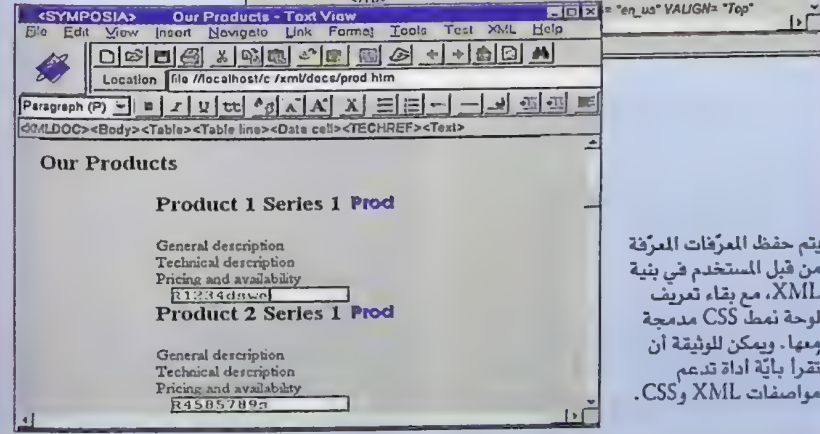 = "en_us" VALIGN= "Top"
<SYMPOSIA> Our Products - Text View
File Edit View Insert Navigate Link Format Tools Test XML Help
Location file //localhost/c /xml/docs/prod htm
Paragraph (P)
<XMLDOC><Body><Table><Table line><Data cell><TECHREF><Text>
Our Products
Product 1 Series 1 Prod
General description
Technical description
Pricing and availability
Product 2 Series 1 Prod
General description
Technical description
Pricing and availability
R4585789a
يتم حفظ المعرّفات المعرّفة
من قبل المستخدم في بنية
XML، مع بقاء تعريف
لوحة نمط CSS مدمجة
معها. ويمكن للوثيقة أن
تقرأ بأيّة أداة تدعم
مواصفات XML وCSS.